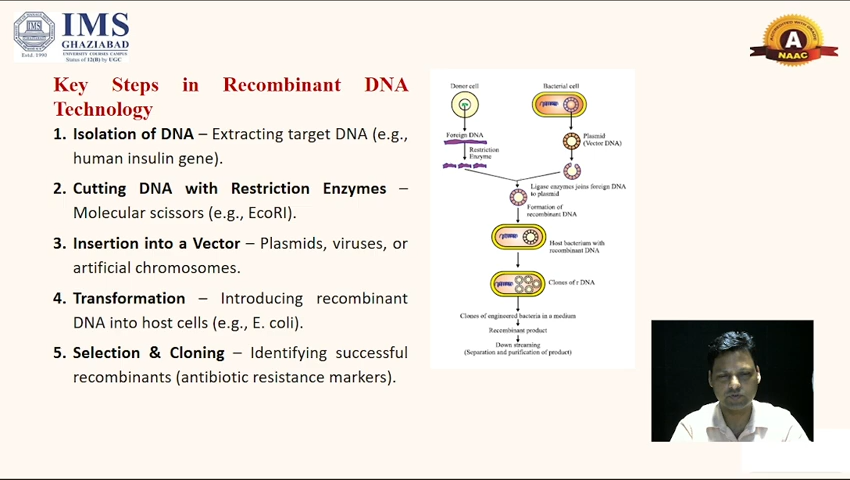 IMS
GHAZIABAD
UNIVERSITY COURSES CAMPUS
Estd. 1990
Status of 12(B) by UGC
ACCREDITED WITH GRADE
A
NAAC
Key Steps in Recombinant DNA
Technology
1. Isolation of DNA – Extracting target DNA (e.g.,
human insulin gene).
2. Cutting DNA with Restriction Enzymes –
Molecular scissors (e.g., EcoRI).
3. Insertion into a Vector – Plasmids, viruses, or
artificial chromosomes.
4. Transformation – Introducing recombinant
DNA into host cells (e.g., E. coli).
5. Selection & Cloning – Identifying successful
recombinants (antibiotic resistance markers).
Donor cell
Bacterial cell
Foreign DNA
Plasmid
(Vector DNA)
Restriction
Enzyme
Ligase enzymes joins foreign DNA
to plasmid
Formation of
recombinant DNA
Host bacterium with
recombinant DNA
Clones of r DNA
Clones of engineered bacteria in a medium
Recombinant product
Down streaming
(Separation and purification of product)